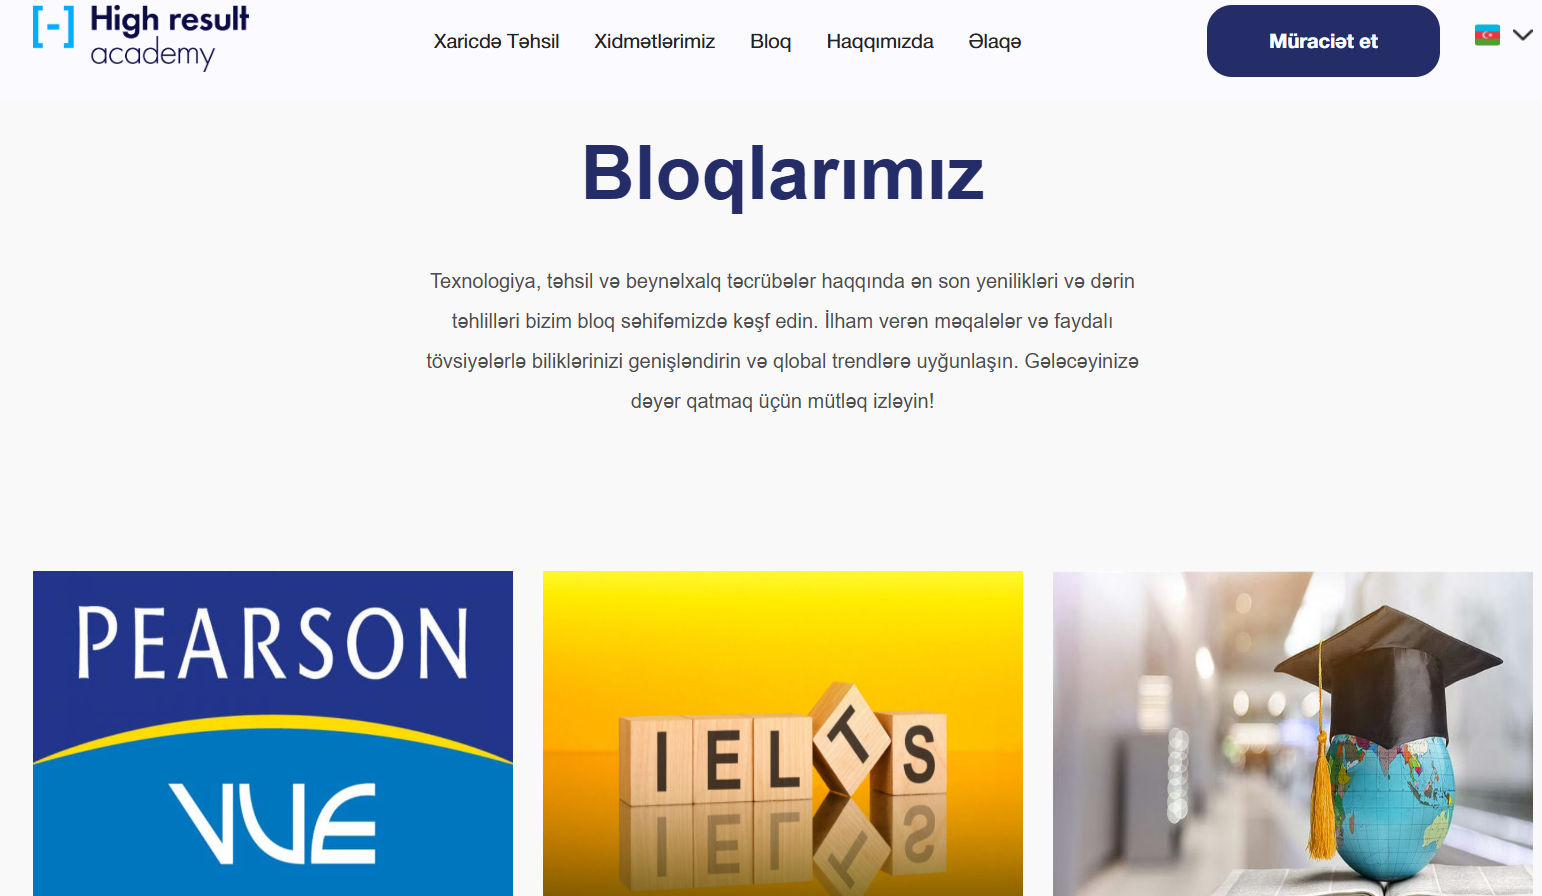 [-] High result
academy
Xaricdə Təhsil Xidmətlərimiz Bloq Haqqımızda Əlaqə
Müraciət et
Bloqlarımız
Texnologiya, təhsil və beynəlxalq təcrübələr haqqında ən son yenilikləri və dərin
təhlilləri bizim bloq səhifəmizdə kəşf edin. İlham verən məqalələr və faydalı
tövsiyələrlə biliklərinizi genişləndirin və qlobal trendlərə uyğunlaşın. Gələcəyinizə
dəyər qatmaq üçün mütləq izləyin!
PEARSON
VUE
IELTS